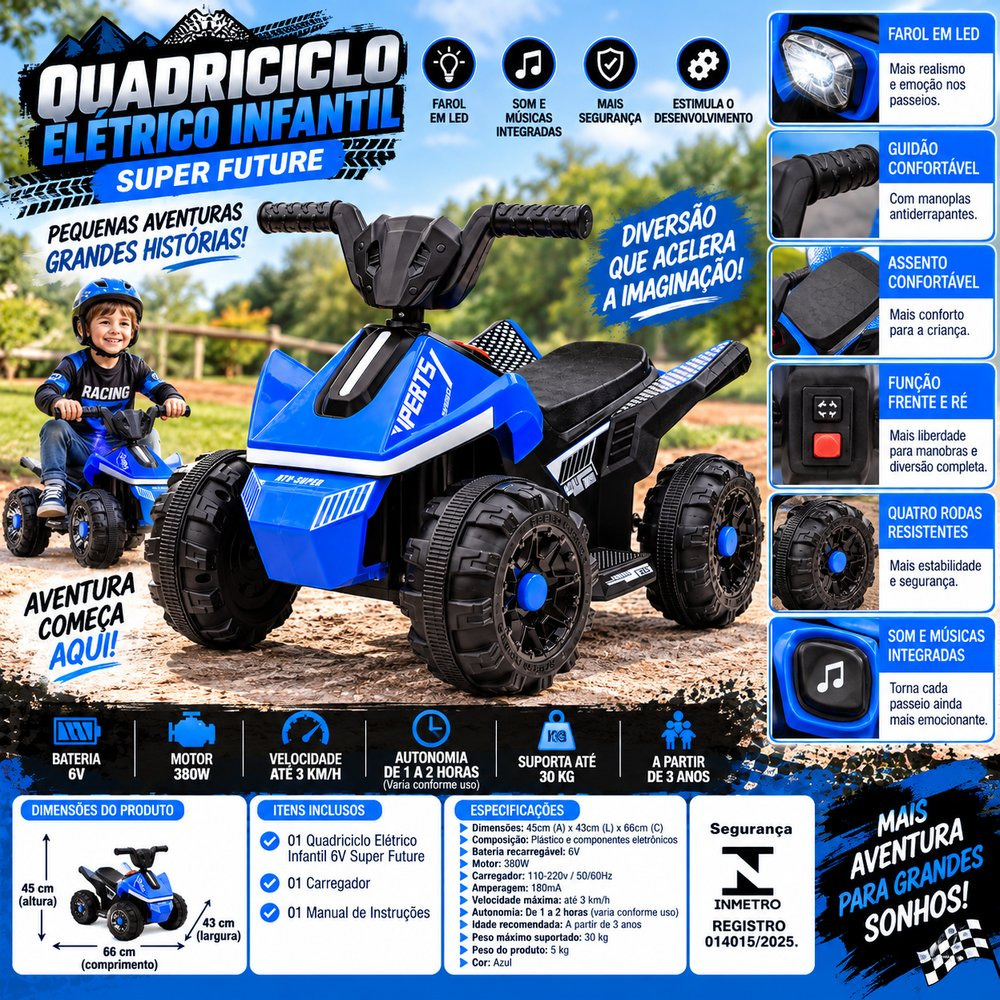 QUADRICICLO
ELÉTRICO INFANTIL
SUPER FUTURE
PEQUENAS AVENTURAS
GRANDES HISTÓRIAS!
FAROL
EM LED
SOM E
MÚSICAS
INTEGRADAS
MAIS
SEGURANÇA
ESTIMULA O
DESENVOLVIMENTO
DIVERSÃO
QUE ACELERA
A IMAGINAÇÃO!
RACING
ATV-SUPER
AVENTURA
COMEÇA
AQUI!
FAROL EM LED
Mais realismo
e emoção nos
passeios.
GUIDÃO
CONFORTÁVEL
Com manoplas
antiderrapantes.
ASSENTO
CONFORTÁVEL
Mais conforto
para a criança.
FUNÇÃO
FRENTE E RÉ
Mais liberdade
para manobras e
diversão completa.
QUATRO RODAS
RESISTENTES
Mais estabilidade
e segurança.
SOM E MÚSICAS
INTEGRADAS
Torna cada
passeio ainda
mais emocionante.
BATERIA
6V
MOTOR
380W
VELOCIDADE
ATÉ 3 KM/H
AUTONOMIA
DE 1 A 2 HORAS
(Varia conforme uso)
KG
SUPORTA ATÉ
30 KG
A PARTIR
DE 3 ANOS
DIMENSÕES DO PRODUTO
45 cm
(altura)
43 cm
(largura)
66 cm
(comprimento)
ITENS INCLUSOS
01 Quadriciclo Elétrico
Infantil 6V Super Future
01 Carregador
01 Manual de Instruções
ESPECIFICAÇÕES
Dimensões: 45cm (A) x 43cm (L) x 66cm (C)
Composição: Plástico e componentes eletrônicos
Bateria recarregável: 6V
Motor: 380W
Carregador: 110-220v / 50/60Hz
Amperagem: 180mA
Velocidade máxima: até 3 km/h
Autonomia: De 1 a 2 horas (varia conforme uso)
Idade recomendada: A partir de 3 anos
Peso máximo suportado: 30 kg
Peso do produto: 5 kg
Cor: Azul
Segurança
INMETRO
REGISTRO
014015/2025.
MAIS
AVENTURA
PARA GRANDES
SONHOS!